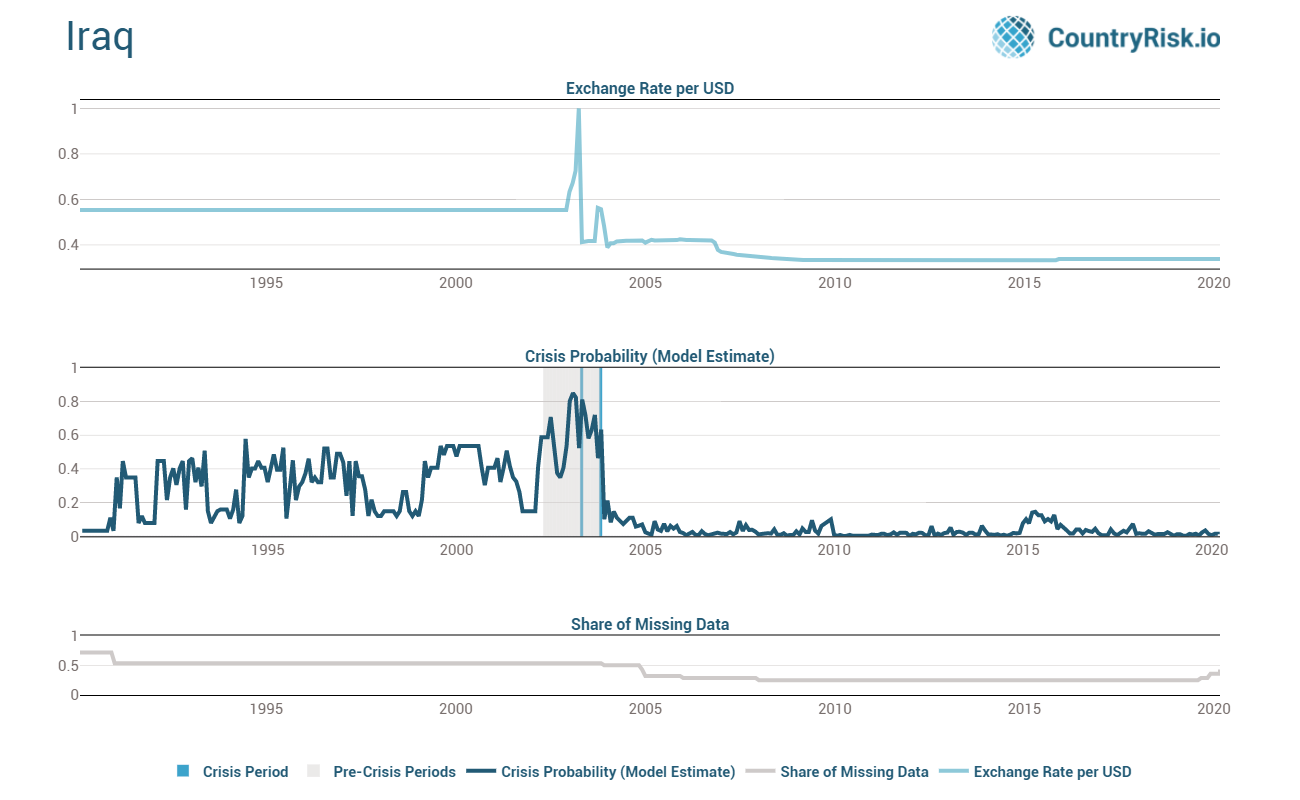 Iraq
CountryRisk.io
Exchange Rate per USD
1
0.8
0.6
0.4
1995 2000 2005 2010 2015 2020
Crisis Probability (Model Estimate)
1
0.8
0.6
0.4
0.2
0
1995 2000 2005 2010 2015 2020
Share of Missing Data
1
0.5
0
1995 2000 2005 2010 2015 2020
Crisis Period Pre-Crisis Periods Crisis Probability (Model Estimate) Share of Missing Data Exchange Rate per USD